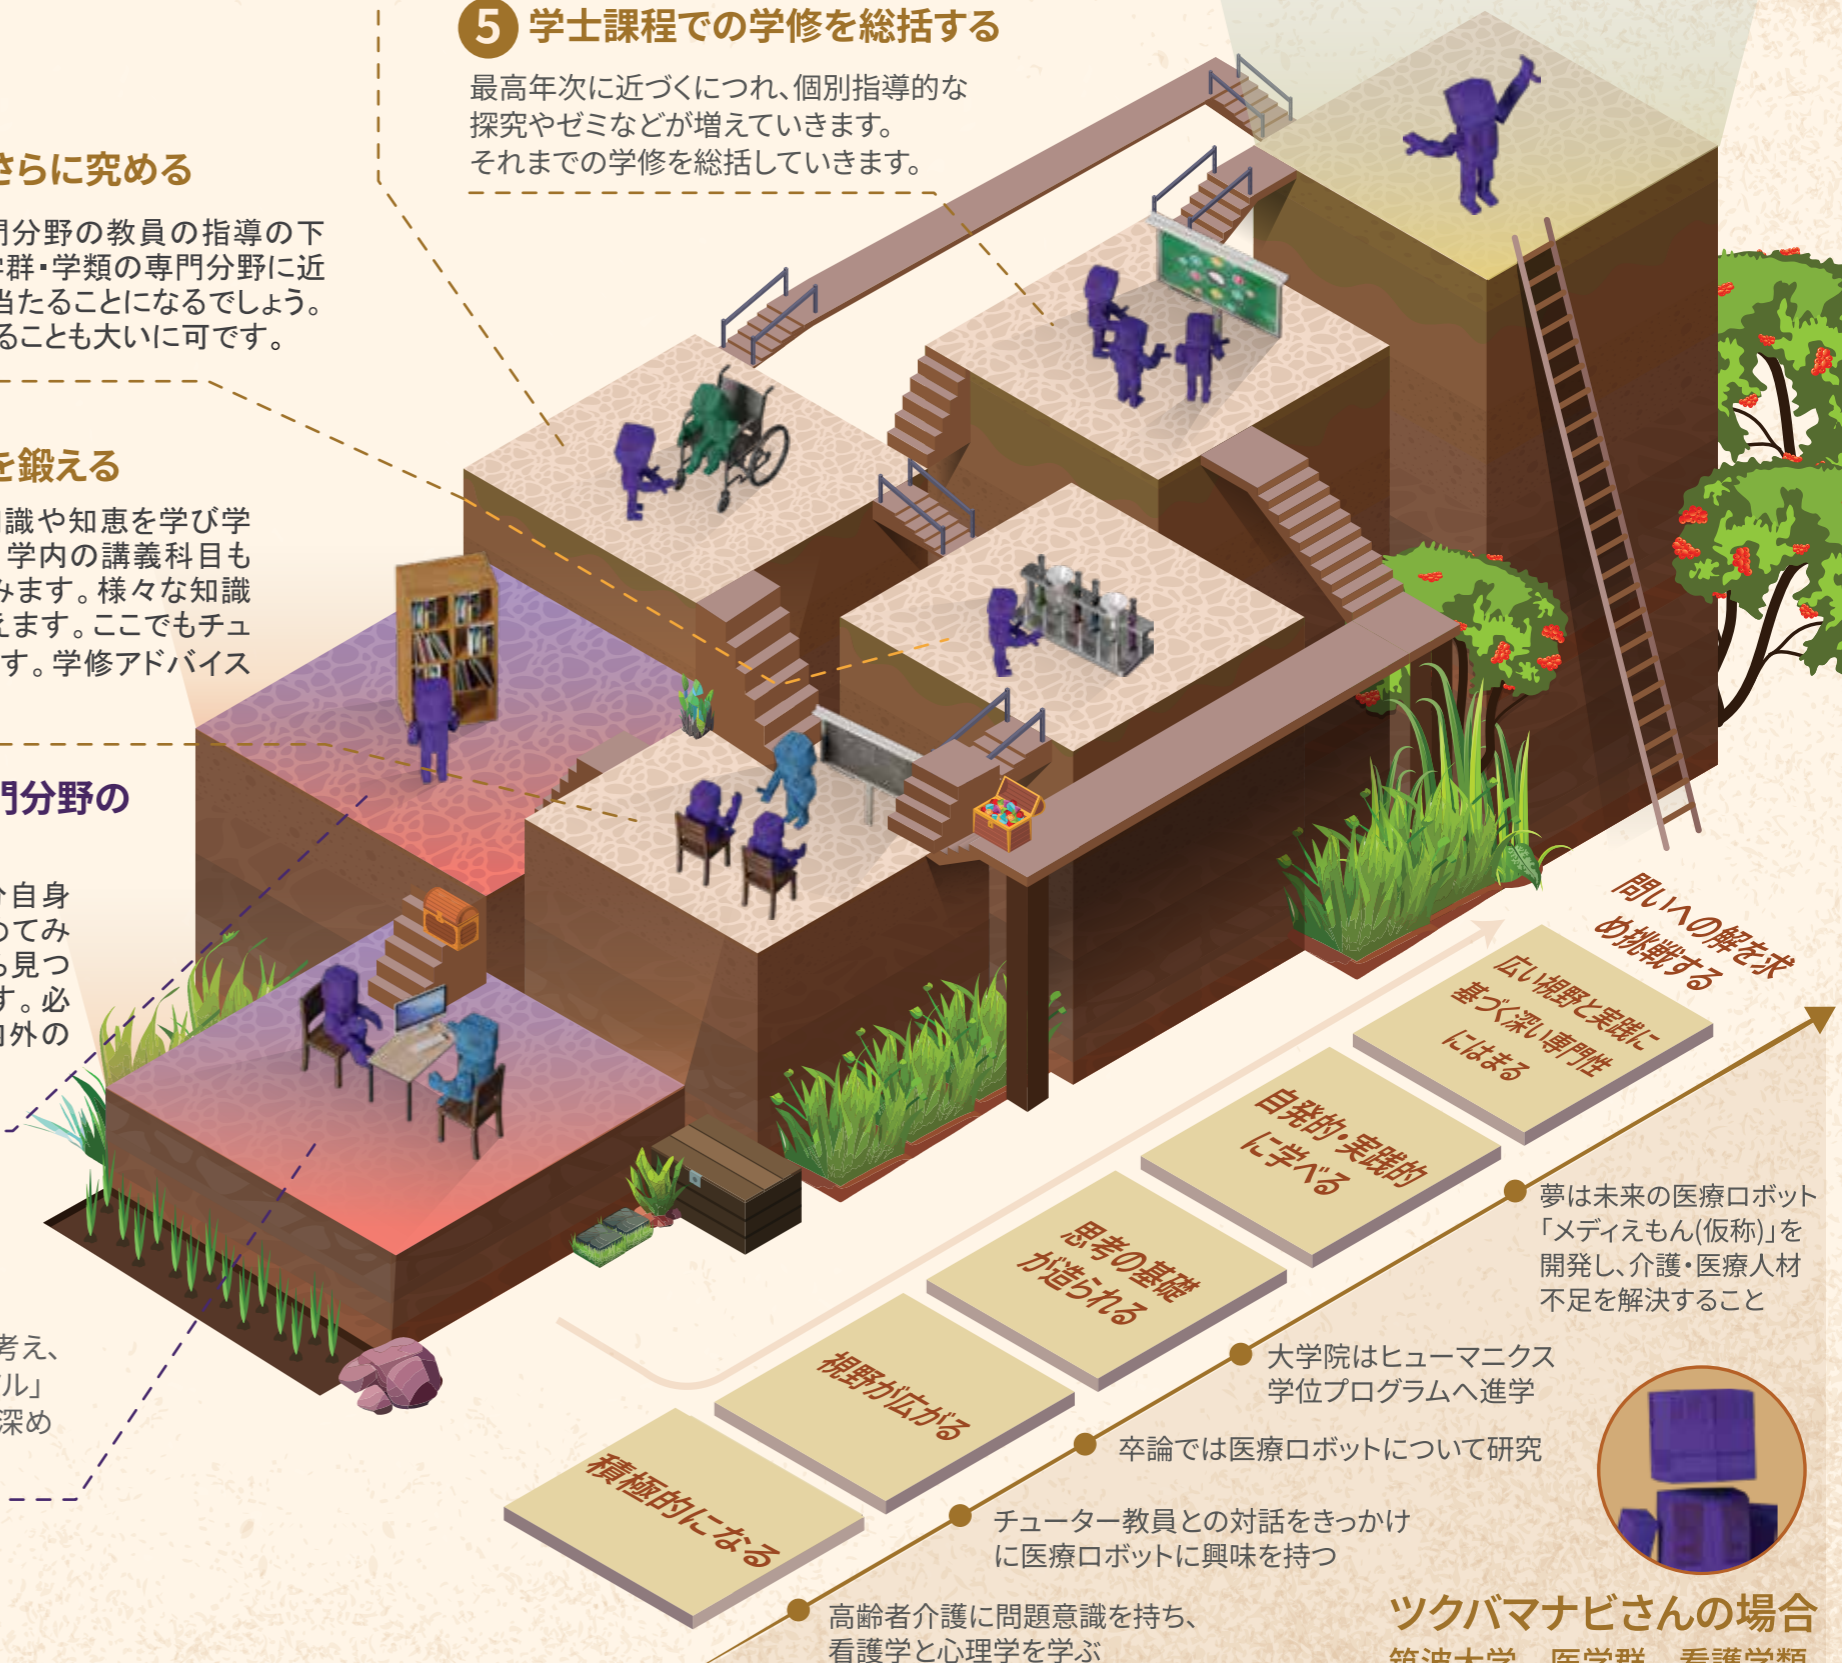 5 学士課程での学修を総括する
最高年次に近づくにつれ、個別指導的な
探究やゼミなどが増えていきます。
それまでの学修を総括していきます。
さらに究める
門分野の教員の指導の下
学群・学類の専門分野に近
当たることになるでしょう。
ることも大いに可です。
を鍛える
識や知恵を学び学
学内の講義科目も
みます。様々な知識
えます。ここでもチュ
す。学修アドバイス
門分野の
自身
めてみ
ら見つ
す。必
外の
考え、
ル」
深め
問いへの解を求
め挑戦する
広い視野と実践に
基づく深い専門性
にはまる
自発的・実践的
に学べる
思考の基礎
が造られる
視野が広がる
積極的になる
夢は未来の医療ロボット
「メディえもん(仮称)」を
開発し、介護・医療人材
不足を解決すること
大学院はヒューマニクス
学位プログラムへ進学
卒論では医療ロボットについて研究
チューター教員との対話をきっかけ
に医療ロボットに興味を持つ
高齢者介護に問題意識を持ち、
看護学と心理学を学ぶ
ツクバマナビさんの場合
筑波大学 医学群 看護学類